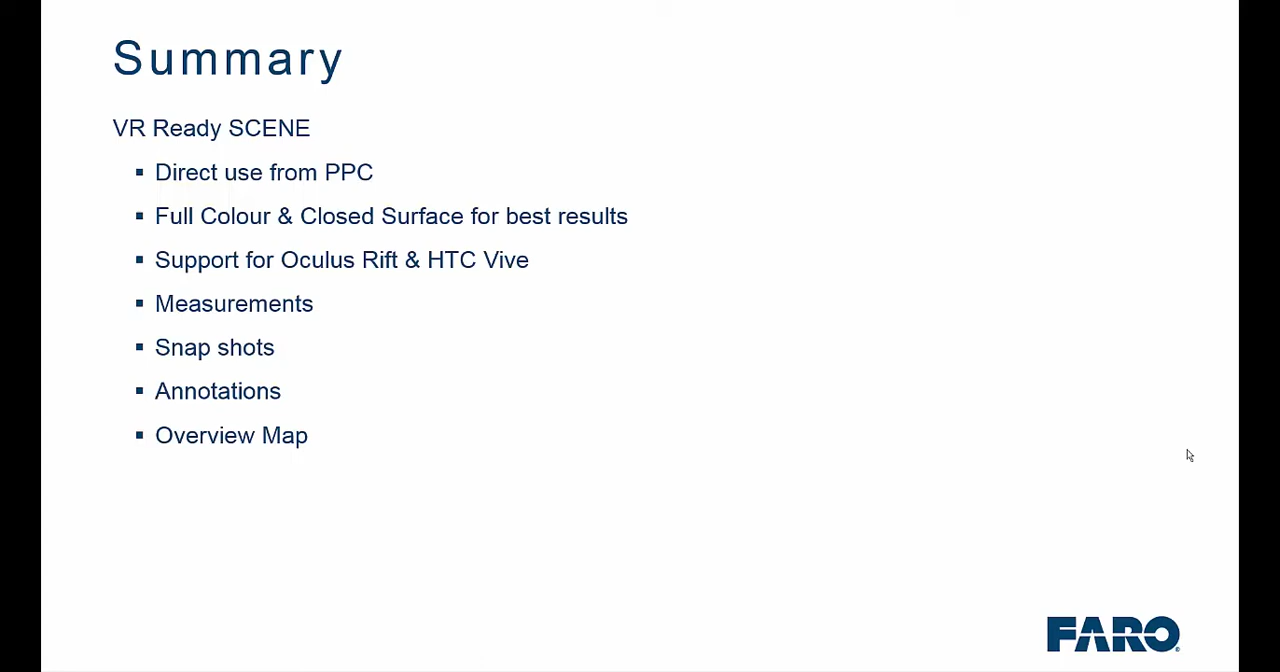 Summary
VR Ready SCENE
▪ Direct use from PPC
▪ Full Colour & Closed Surface for best results
▪ Support for Oculus Rift & HTC Vive
▪ Measurements
▪ Snap shots
▪ Annotations
▪ Overview Map
FARO®